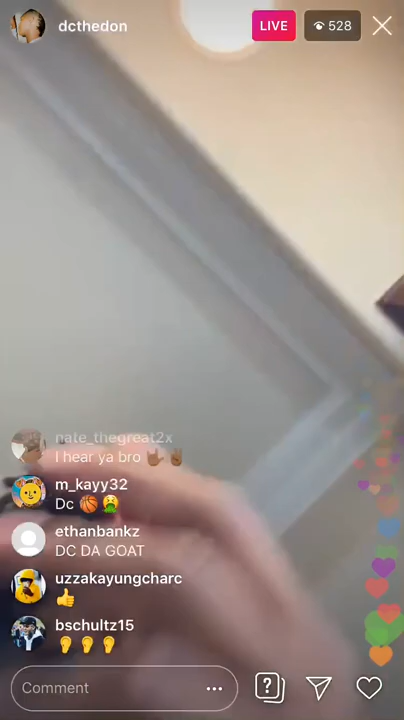 dcthedon
LIVE
528
nate_thegreat2x
I hear ya bro 🤟🏾✌🏾
m_kayy32
Dc 🏀🤮
ethanbankz
DC DA GOAT
uzzakayungcharc
👍
bschultz15
👂👂👂
Comment